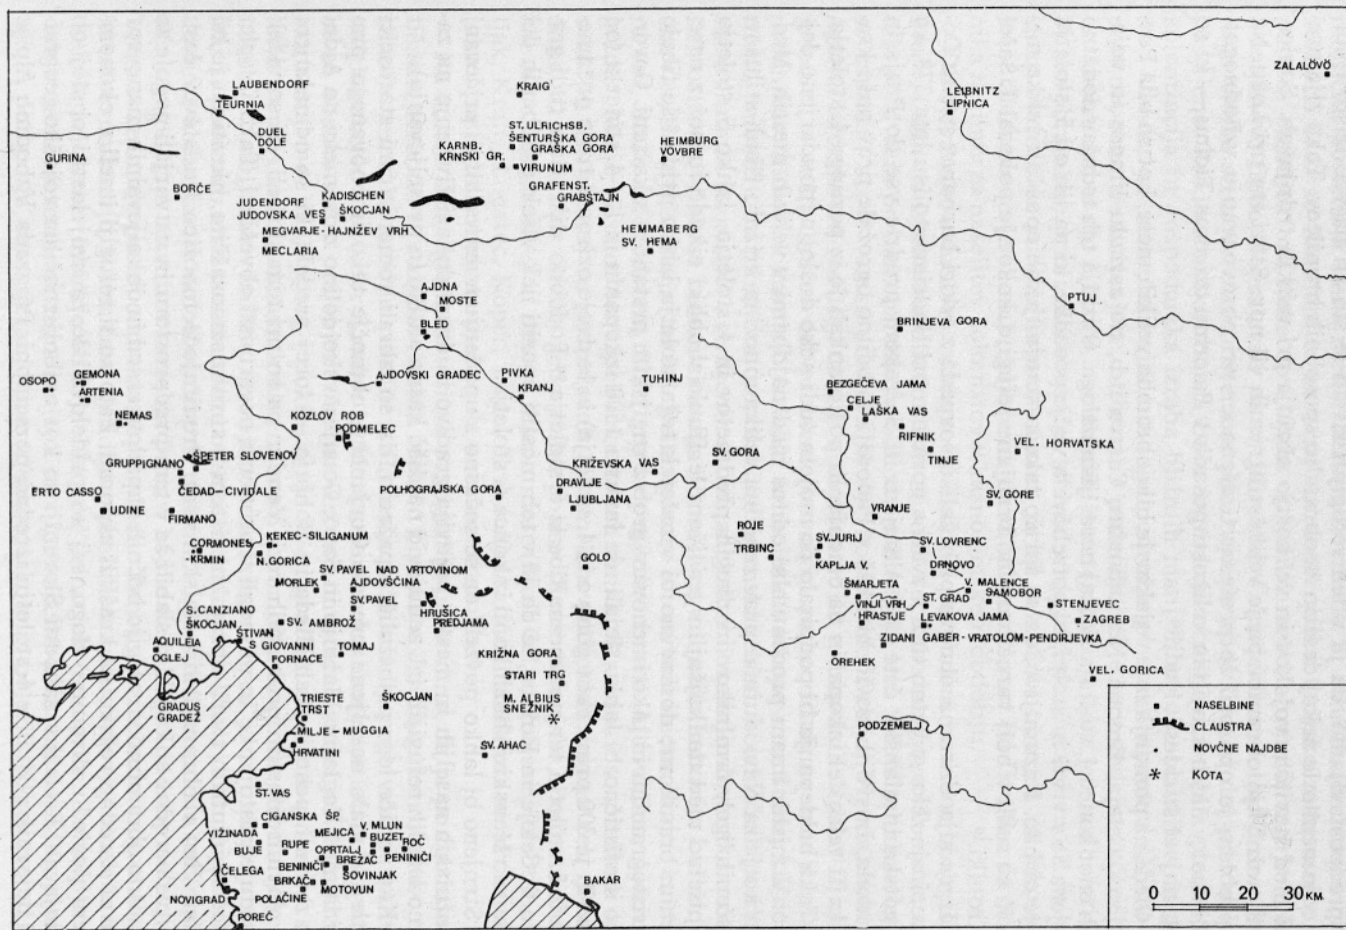 ZALALÖVÖ
LAUBENDORF
TEURNIA
KRAIG
LEIBNITZ
LIPNICA
DUEL
DOLE
GURINA
BORČE
ST. ULRICHSB.
ŠENTURŠKA GORA
KARNB.
KRNSKI GR.
GRAŠKA GORA
VIRUNUM
HEIMBURG
VOVBRE
GRAFENST.
GRABŠTAJN
JUDENDORF
JUDOVSKA VES
KADISCHEN
ŠKOCJAN
MEGVARJE-HAJNŽEV VRH
MECLARIA
HEMMABERG
SV. HEMA
AJDNA
MOSTE
BLED
PTUJ
BRINJEVA GORA
OSOPO
GEMONA
ARTENIA
NEMAS
AJDOVSKI GRADEC
PIVKA
KRANJ
TUHINJ
BEZGEČEVA JAMA
CELJE
LAŠKA VAS
RIFNIK
TINJE
VEL. HORVATSKA
KOZLOV ROB
PODMELEC
ŠPETER SLOVENOV
GRUPPIGNANO
ČEDAD-CIVIDALE
ERTO CASSO
UDINE
FIRMANO
POLHOGRAJSKA GORA
KRIŽEVSKA VAS
DRAVLJE
LJUBLJANA
SV. GORA
SV. GORE
VRANJE
ROJE
TRBINC
SV. JURIJ
KAPLJA V.
SV. LOVRENC
DRNOVO
CORMONES
KRMIN
KEKEC-SILIGANUM
N. GORICA
GOLO
SV. PAVEL NAD VRTOVINOM
MORLEK
AJDOVŠČINA
SV. PAVEL
HRUŠICA
PREDJAMA
ŠMARJETA
VINJI VRH
HRASTJE
ST. GRAD
V. MALENCE
SAMOBOR
LEVAKOVA JAMA
STENJEVEC
ZAGREB
ZIDANI GABER-VRATOLOM-PENDIRJEVKA
OREHEK
VEL. GORICA
S. CANZIANO
ŠKOCJAN
AQUILEIA
OGLEJ
ŠTIVAN
S GIOVANNI
SV. AMBROŽ
FORNACE
TOMAJ
KRIŽNA GORA
STARI TRG
M. ALBIUS
SNEŽNIK
GRADUS
GRADEŽ
TRIESTE
TRST
ŠKOCJAN
MILJE-MUGGIA
HRVATINI
SV. AHAC
PODZEMELJ
ST. VAS
CIGANSKA ŠP.
VIŽINADA
BUJE
RUPE
MEJICA
V. MLUN
BUZET
ROČ
PENINIČI
OPRTALJ
BENINIČI
BREŽAC
SOVINJAK
ČELEGA
BRKAČ
MOTOVUN
NOVIGRAD
POLAČINE
POREČ
BAKAR
NASELBINE
CLAUSTRA
NOVČNE NAJDBE
KOTA
0 10 20 30 KM.